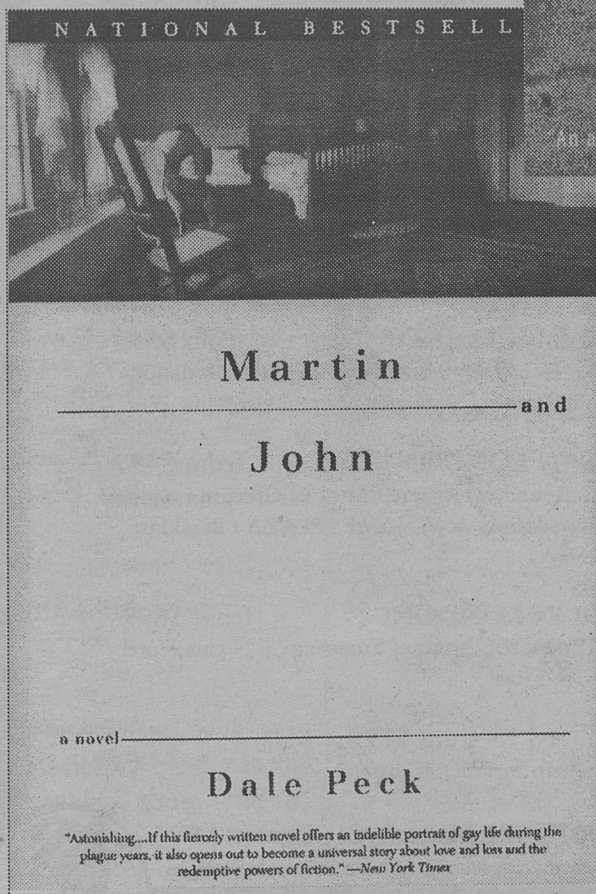 NATIONAL BESTSELL
An
Martin
and
John
a novel
Dale Peck
"Astonishing....If this fiercely written novel offers an indelible portrait of gay life during the
plague years, it also opens out to become a universal story about love and loss and the
redemptive powers of fiction." —New York Times